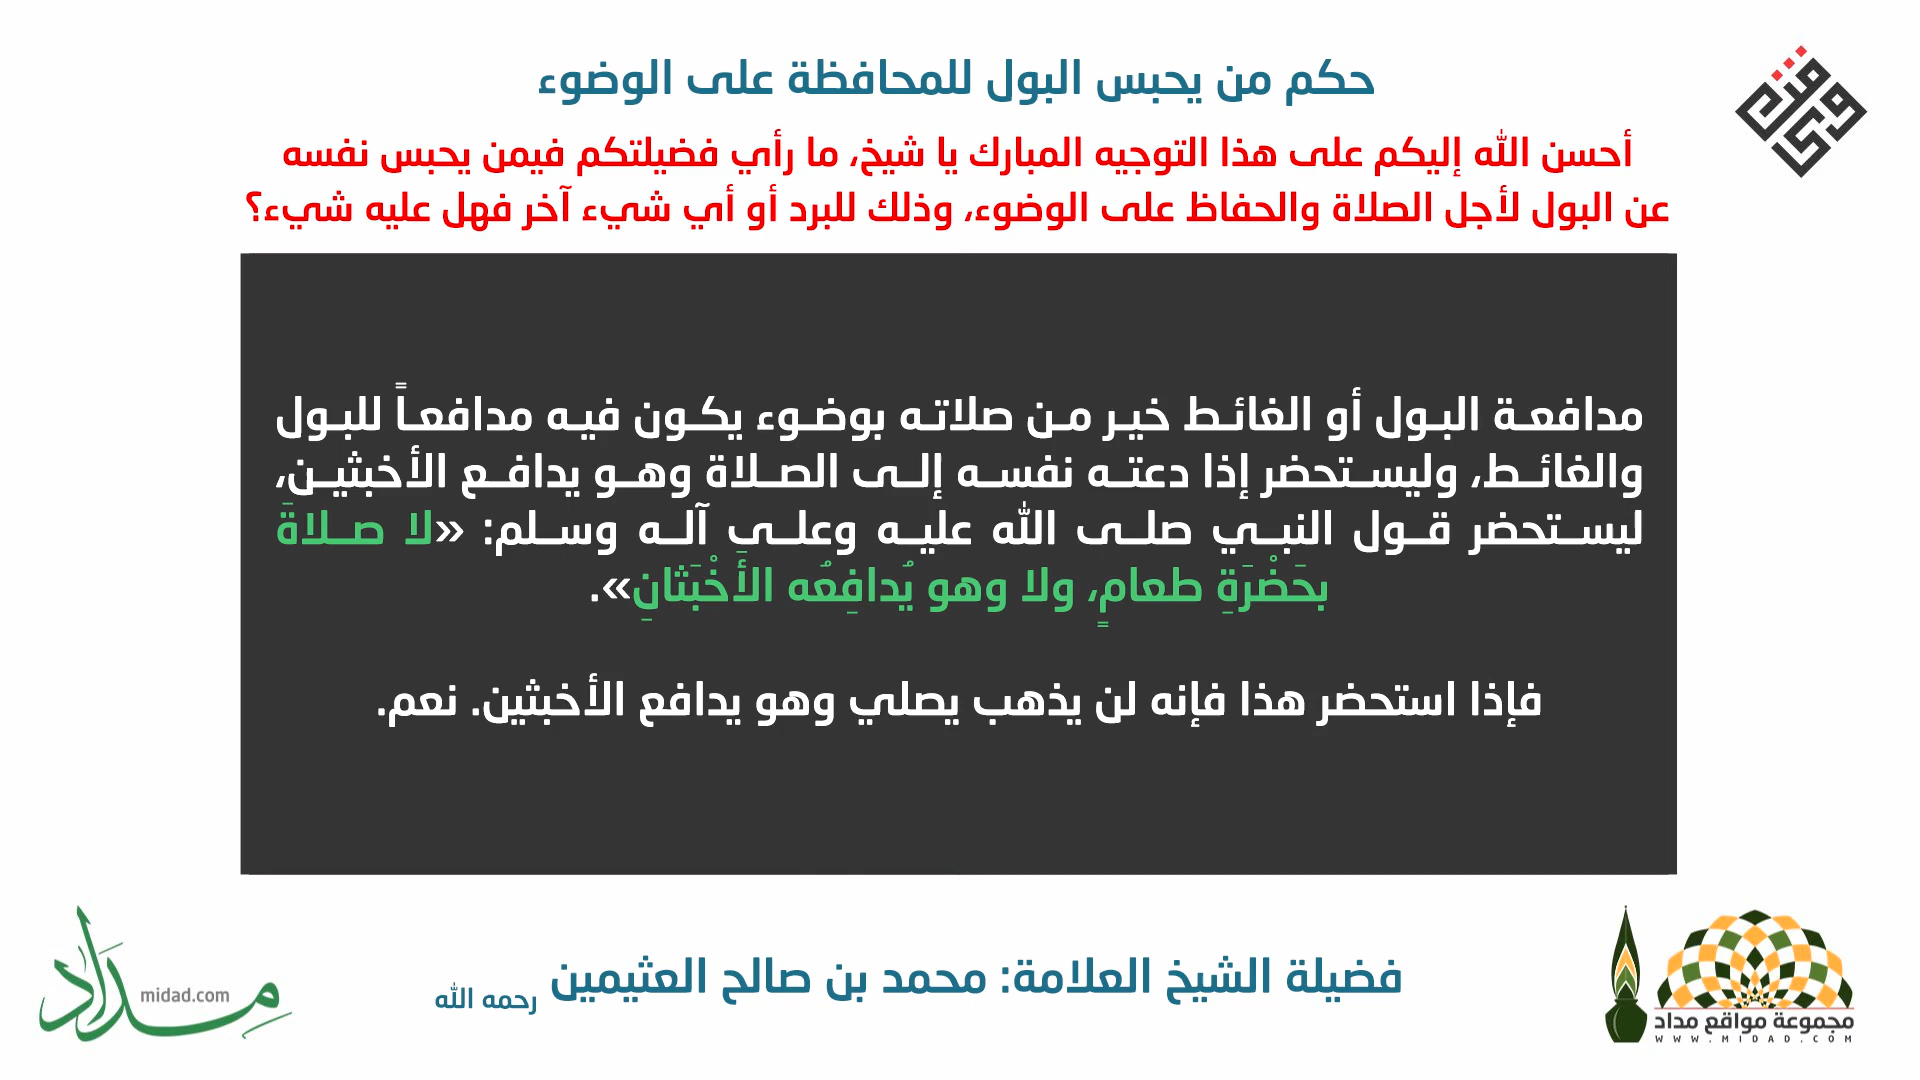 حكم من يحبس البول للمحافظة على الوضوء
أحسن الله إليكم على هذا التوجيه المبارك يا شيخ، ما رأي فضيلتكم فيمن يحبس نفسه
عن البول لأجل الصلاة والحفاظ على الوضوء، وذلك للبرد أو أي شيء آخر فهل عليه شيء؟
مدافعة البول أو الغائط خير من صلاته بوضوء يكون فيه مدافعاً للبول
والغائط، وليستحضر إذا دعته نفسه إلى الصلاة وهو يدافع الأخبثين،
ليستحضر قول النبي صلى الله عليه وعلى آله وسلم: «لا صلاةَ
بحَضْرَةِ طعامٍ، ولا وهو يُدافِعُه الأَخْبَثانِ».
فإذا استحضر هذا فإنه لن يذهب يصلي وهو يدافع الأخبثين. نعم.
فضيلة الشيخ العلامة: محمد بن صالح العثيمين رحمه الله
مجموعة مواقع مداد
WWW.MIDAD.COM
مداد
midad.com